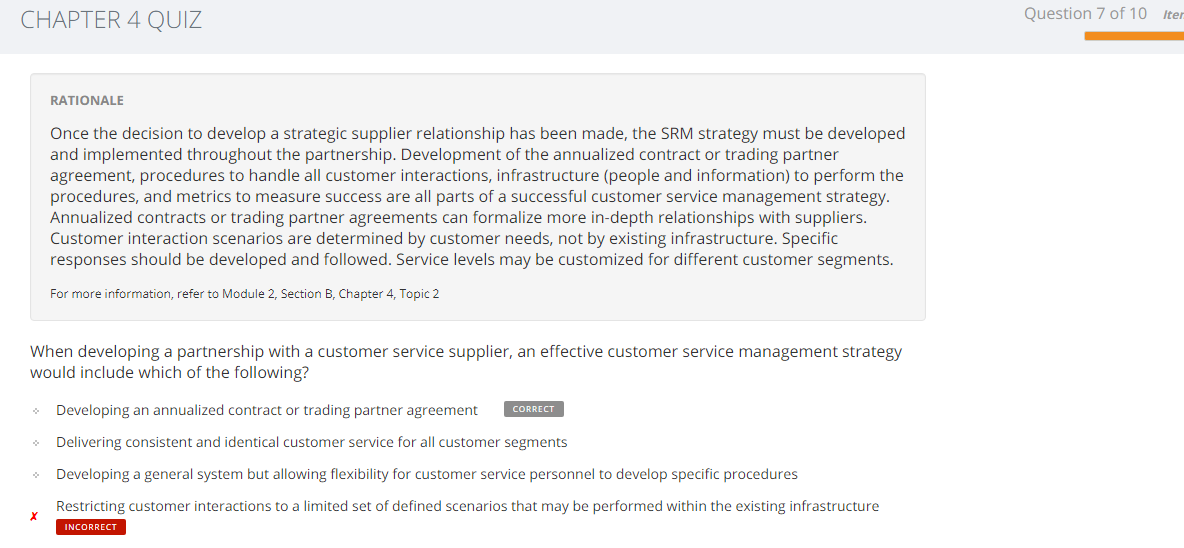 CHAPTER 4 QUIZ
Question 7 of 10
RATIONALE
Once the decision to develop a strategic supplier relationship has been made, the SRM strategy must be developed
and implemented throughout the partnership. Development of the annualized contract or trading partner
agreement, procedures to handle all customer interactions, infrastructure (people and information) to perform the
procedures, and metrics to measure success are all parts of a successful customer service management strategy.
Annualized contracts or trading partner agreements can formalize more in-depth relationships with suppliers.
Customer interaction scenarios are determined by customer needs, not by existing infrastructure. Specific
responses should be developed and followed. Service levels may be customized for different customer segments.
For more information, refer to Module 2, Section B, Chapter 4, Topic 2
When developing a partnership with a customer service supplier, an effective customer service management strategy
would include which of the following?
Developing an annualized contract or trading partner agreement CORRECT
Delivering consistent and identical customer service for all customer segments
Developing a general system but allowing flexibility for customer service personnel to develop specific procedures
Restricting customer interactions to a limited set of defined scenarios that may be performed within the existing infrastructure
INCORRECT